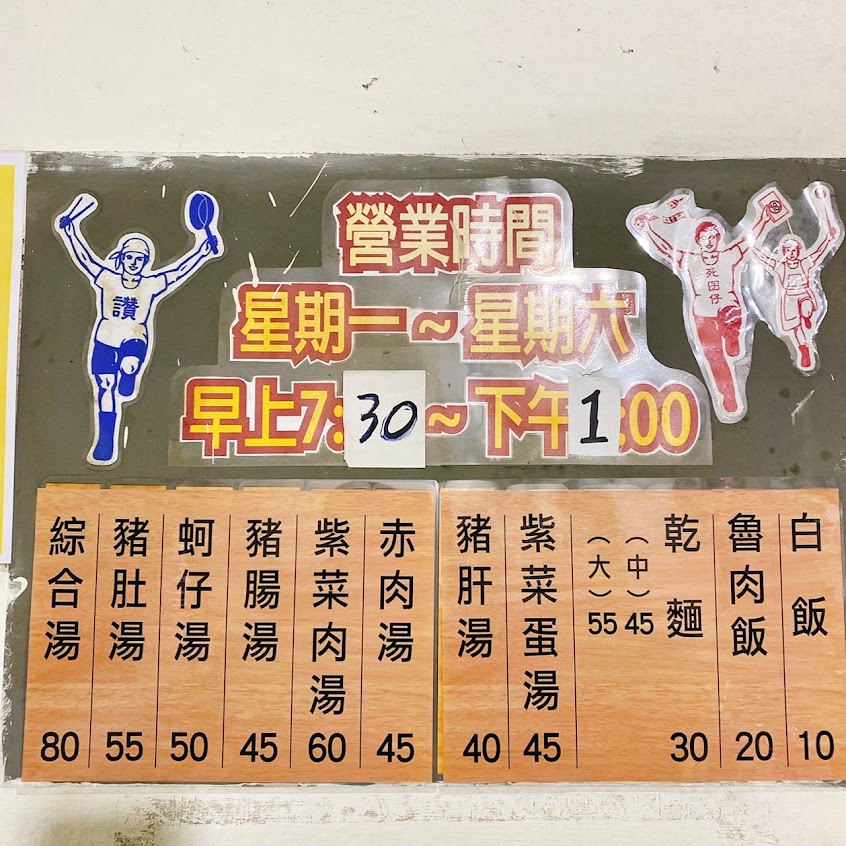 營業時間
星期一~星期六
早上7:30~下午1:00
讚
死囝仔
白飯 10
魯肉飯 20
乾麵 30
(中)45
(大)55
紫菜蛋湯 45
豬肝湯 40
赤肉湯 45
紫菜肉湯 60
豬腸湯 45
蚵仔湯 50
豬肚湯 55
綜合湯 80